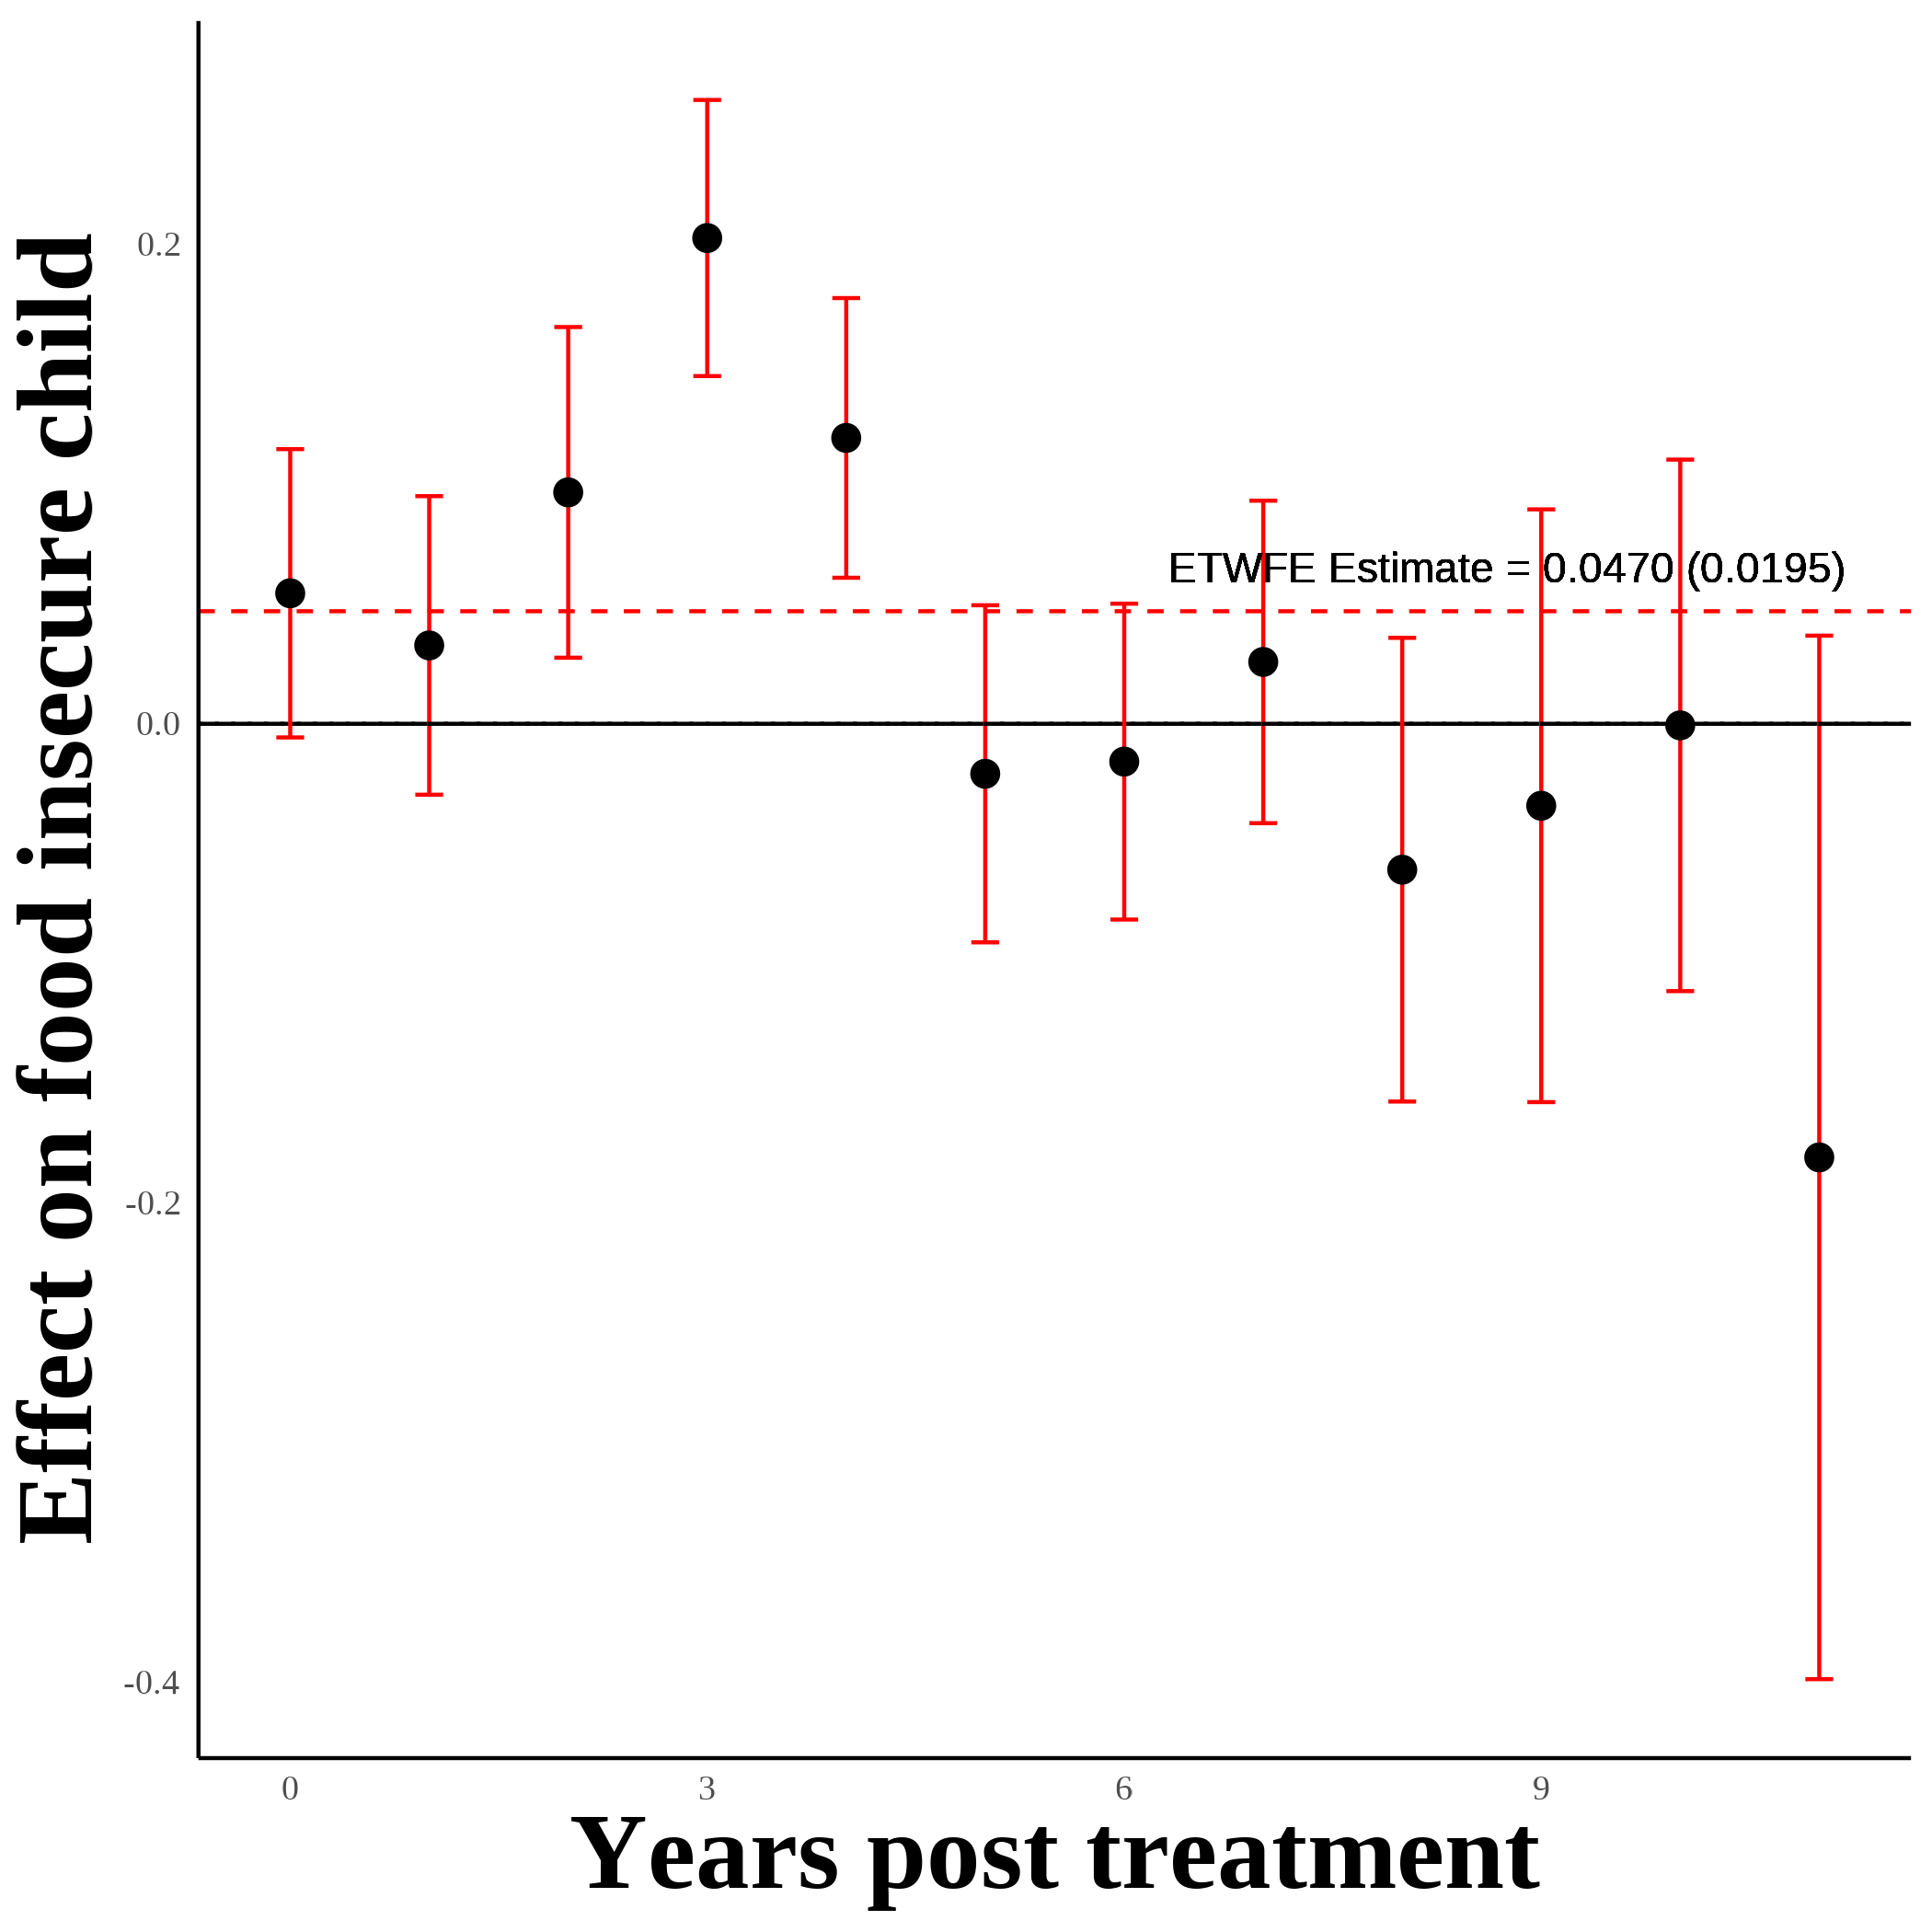 Effect on food insecure child
0.2
0.0
-0.2
-0.4
ETWFE Estimate = 0.0470 (0.0195)
0 3 6 9
Years post treatment